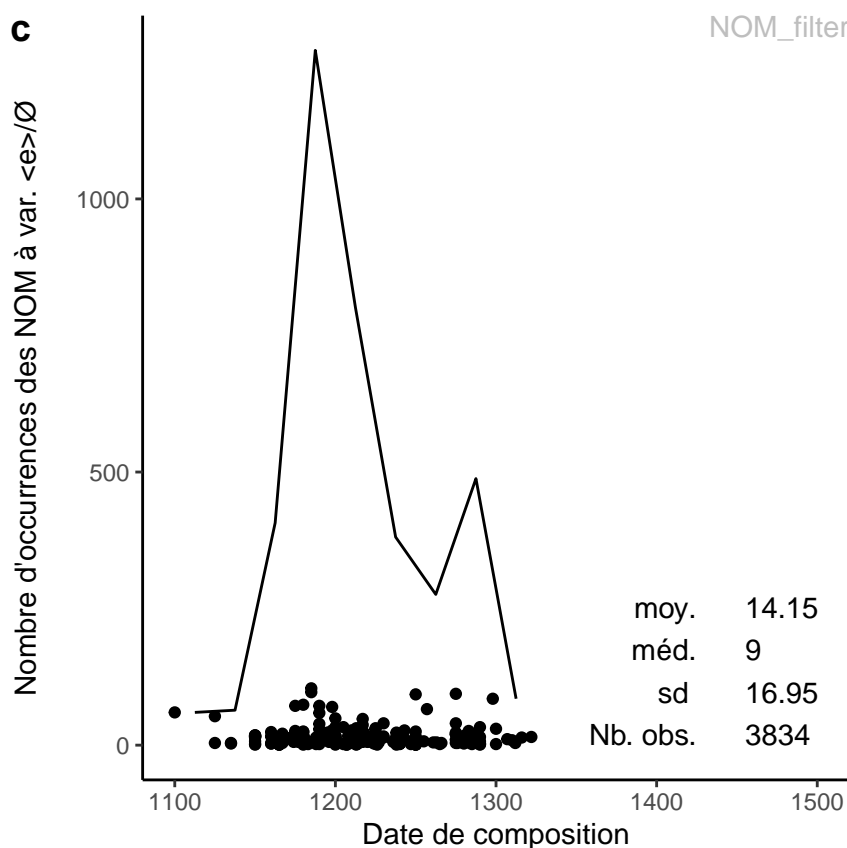 c
NOM_filter
Nombre d'occurrences des NOM à var. <e>/Ø
1000
500
0
moy. 14.15
méd. 9
sd 16.95
Nb. obs. 3834
1100 1200 1300 1400 1500
Date de composition